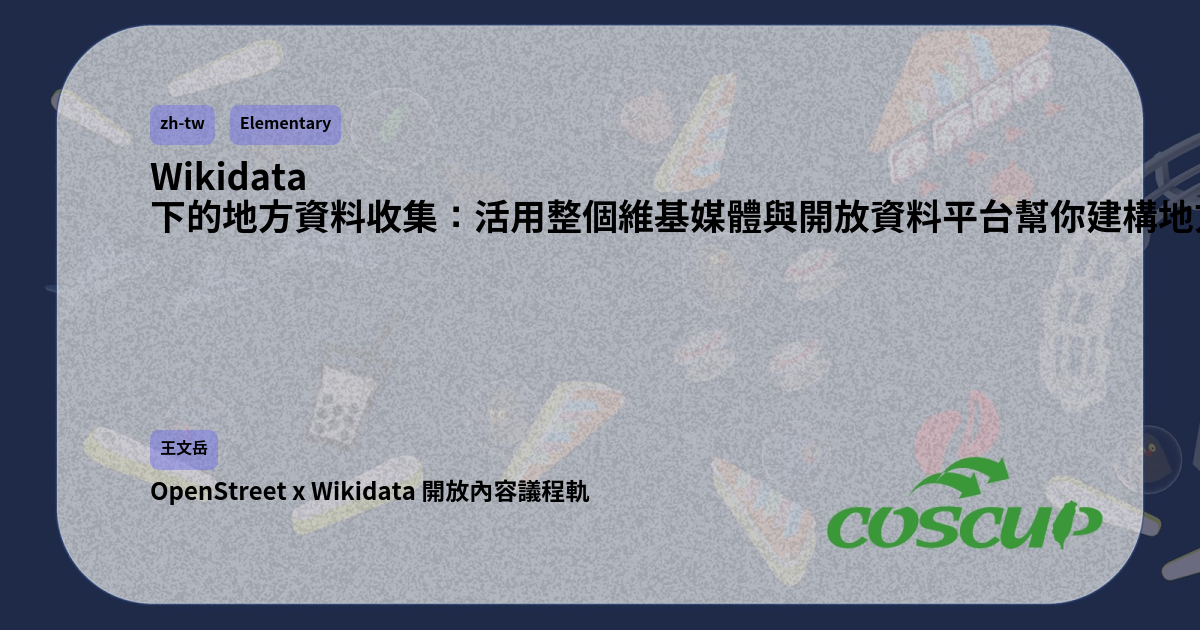 zh-tw
Elementary
Wikidata
下的地方資料收集：活用整個維基媒體與開放資料平台幫你建構地
王文岳
OpenStreet x Wikidata 開放內容議程軌
COSCUP